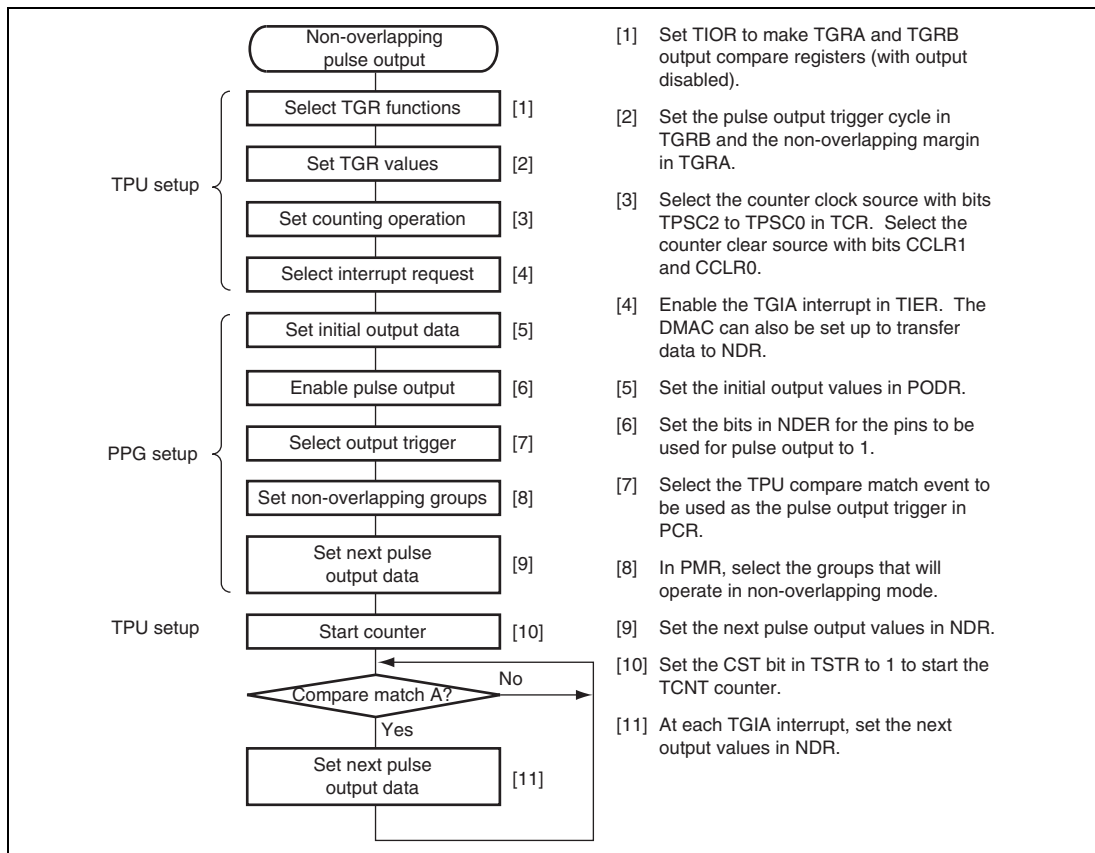 Non-overlapping
pulse output
Select TGR functions [1]
Set TGR values [2]
TPU setup
Set counting operation [3]
Select interrupt request [4]
Set initial output data [5]
Enable pulse output [6]
Select output trigger [7]
PPG setup
Set non-overlapping groups [8]
Set next pulse
output data [9]
TPU setup
Start counter [10]
Compare match A?
No
Yes
Set next pulse
output data [11]
[1] Set TIOR to make TGRA and TGRB
output compare registers (with output
disabled).
[2] Set the pulse output trigger cycle in
TGRB and the non-overlapping margin
in TGRA.
[3] Select the counter clock source with bits
TPSC2 to TPSC0 in TCR. Select the
counter clear source with bits CCLR1
and CCLR0.
[4] Enable the TGIA interrupt in TIER. The
DMAC can also be set up to transfer
data to NDR.
[5] Set the initial output values in PODR.
[6] Set the bits in NDER for the pins to be
used for pulse output to 1.
[7] Select the TPU compare match event to
be used as the pulse output trigger in
PCR.
[8] In PMR, select the groups that will
operate in non-overlapping mode.
[9] Set the next pulse output values in NDR.
[10] Set the CST bit in TSTR to 1 to start the
TCNT counter.
[11] At each TGIA interrupt, set the next
output values in NDR.